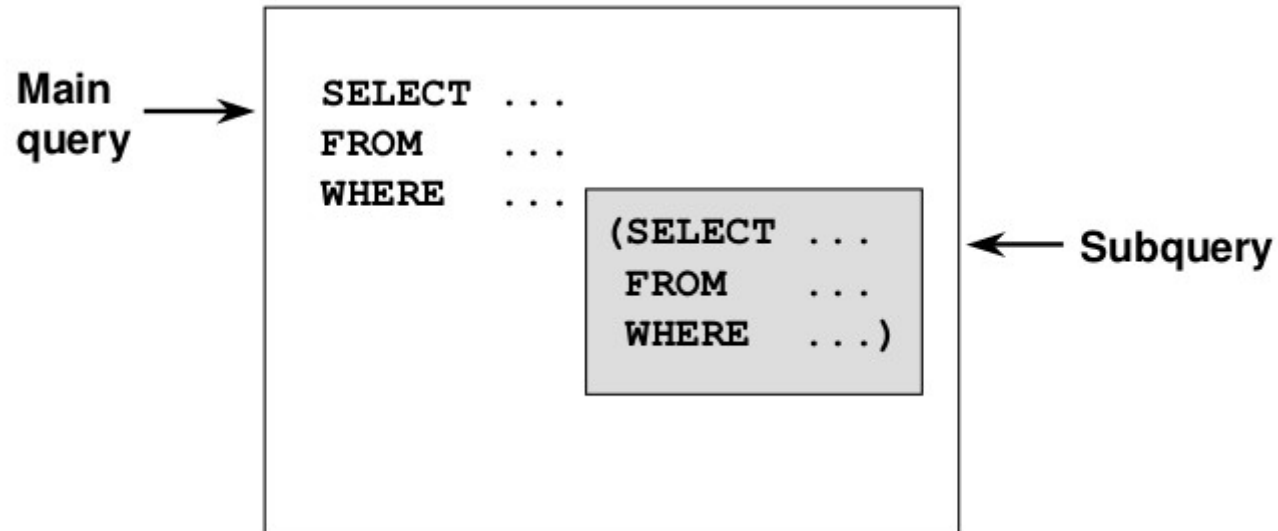 Main
query
SELECT ...
FROM ...
WHERE ...
(SELECT ...
FROM ...
WHERE ...)
Subquery